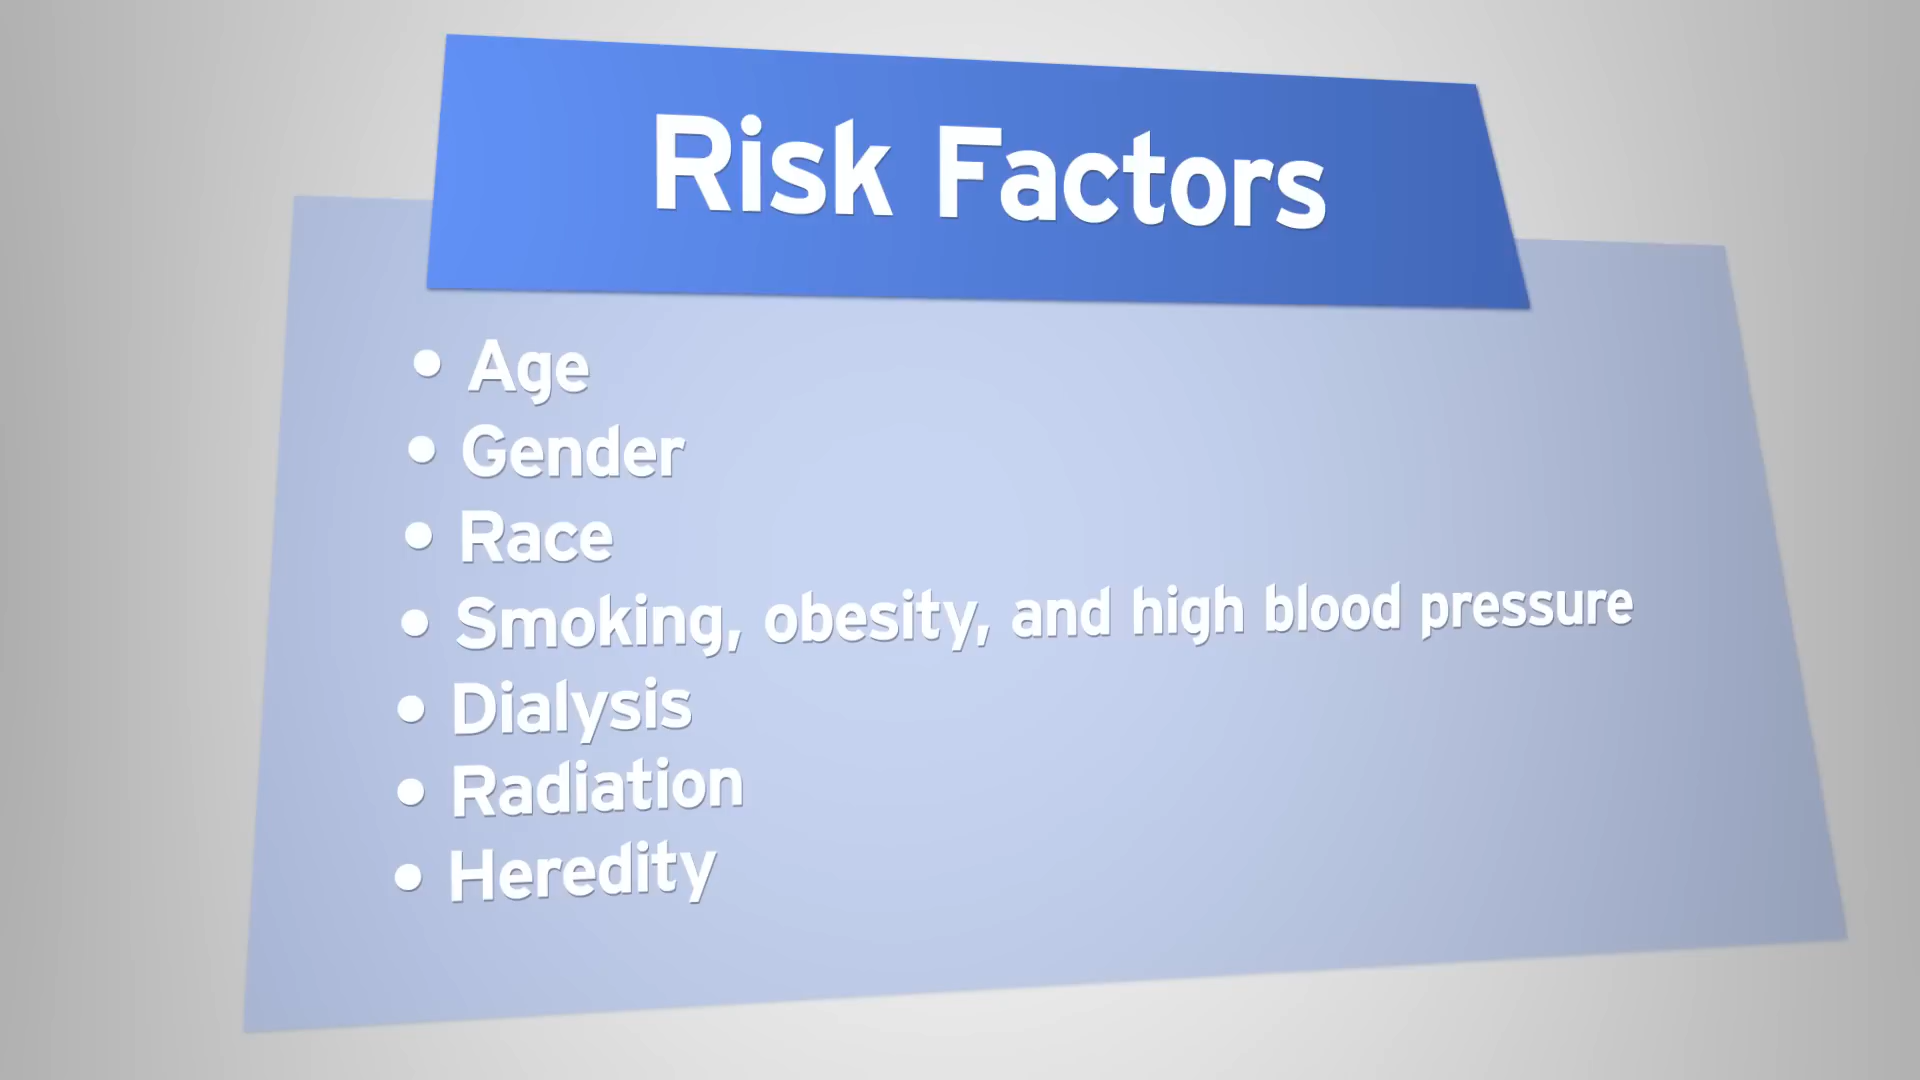 Risk Factors
• Age
• Gender
• Race
• Smoking, obesity, and high blood pressure
• Dialysis
• Radiation
• Heredity